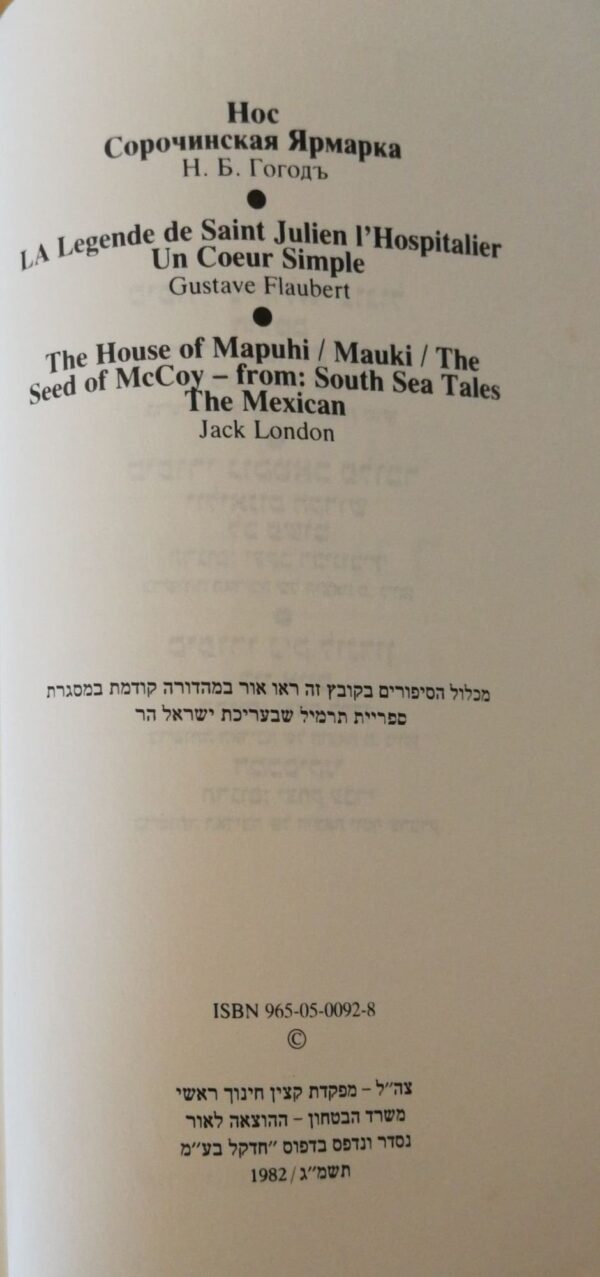 Нос
Сорочинская Ярмарка
Н. Б. Гогодъ
LA Legende de Saint Julien l'Hospitalier
Un Coeur Simple
Gustave Flaubert
The House of Mapuhi / Mauki / The
Seed of McCoy – from: South Sea Tales
The Mexican
Jack London
מכלול הסיפורים בקובץ זה ראו אור במהדורה קודמת במסגרת
ספריית תרמיל שבעריכת ישראל הר
ISBN 965-05-0092-8
©
צה״ל – מפקדת קצין חינוך ראשי
משרד הבטחון – ההוצאה לאור
נסדר ונדפס בדפוס ״חדקל בע״מ
תשמ״ג / 1982